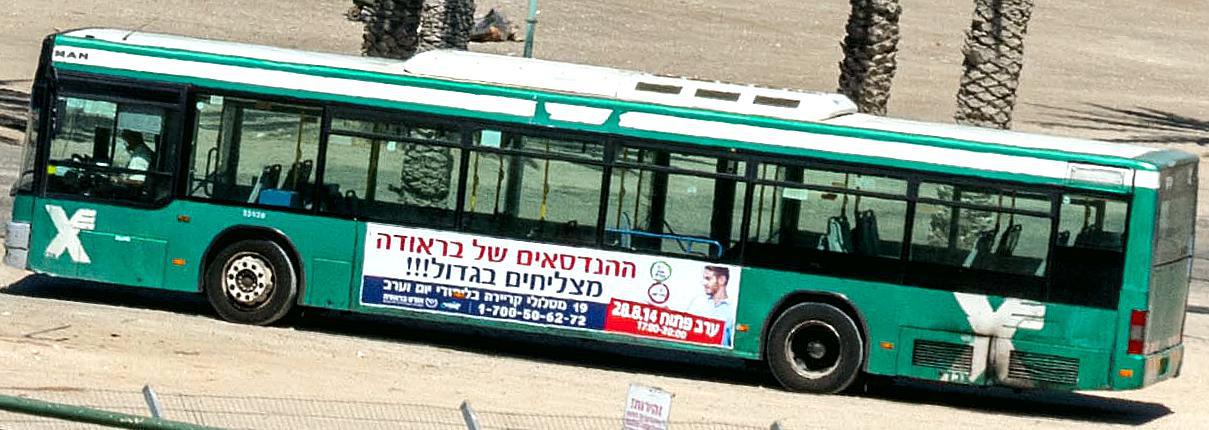 MAN
ההנדסאים של בראודה
מצליחים בגדול!!!
19 מסלולי קריירה בלימודי יום וערב
1-700-50-62-72
ערב פתוח 28.8.14
17:00-20:00
זהירות!